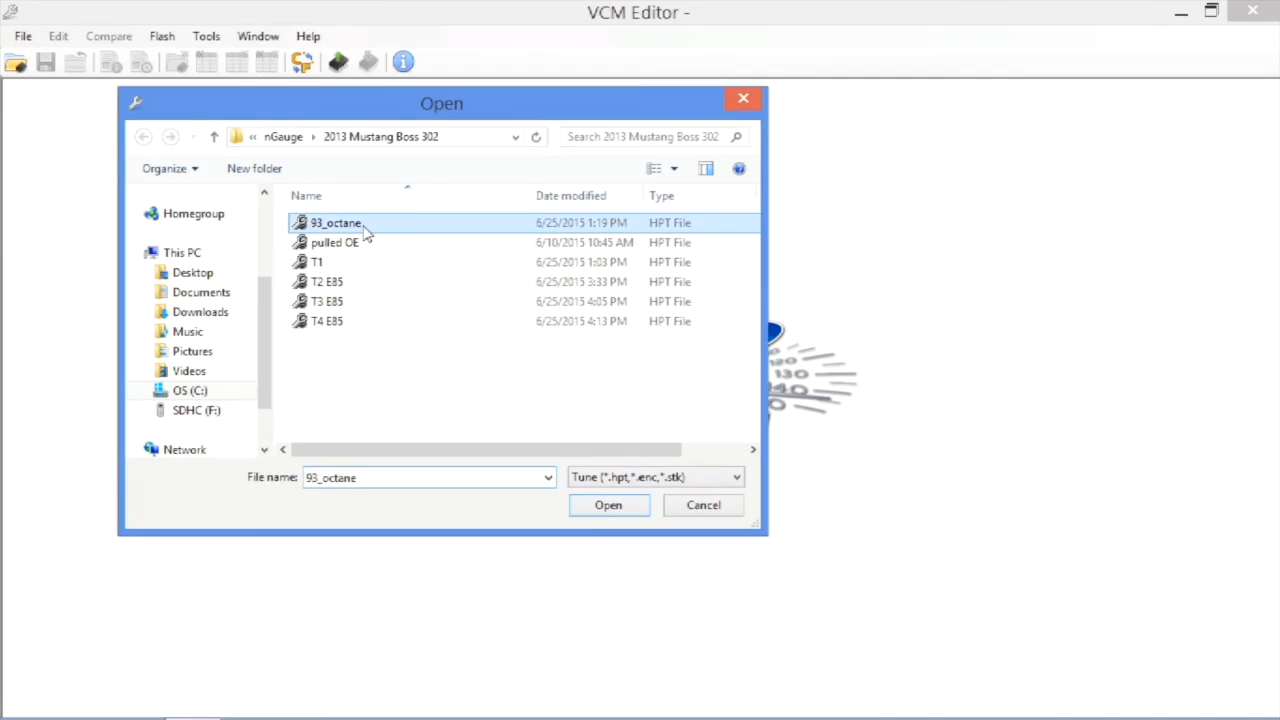 VCM Editor -
File Edit Compare Flash Tools Window Help
Open
« nGauge 2013 Mustang Boss 302 Search 2013 Mustang Boss 302
Organize New folder
Name Date modified Type
Homegroup
This PC
Desktop
Documents
Downloads
Music
Pictures
Videos
OS (C:)
SDHC (F:)
Network
93_octane 6/25/2015 1:19 PM HPT File
pulled OE 6/10/2015 10:45 AM HPT File
T1 6/25/2015 1:03 PM HPT File
T2 E85 6/25/2015 3:33 PM HPT File
T3 E85 6/25/2015 4:05 PM HPT File
T4 E85 6/25/2015 4:13 PM HPT File
File name: 93_octane Tune (*.hpt,*.enc,*.stk)
Open Cancel
120
130
140